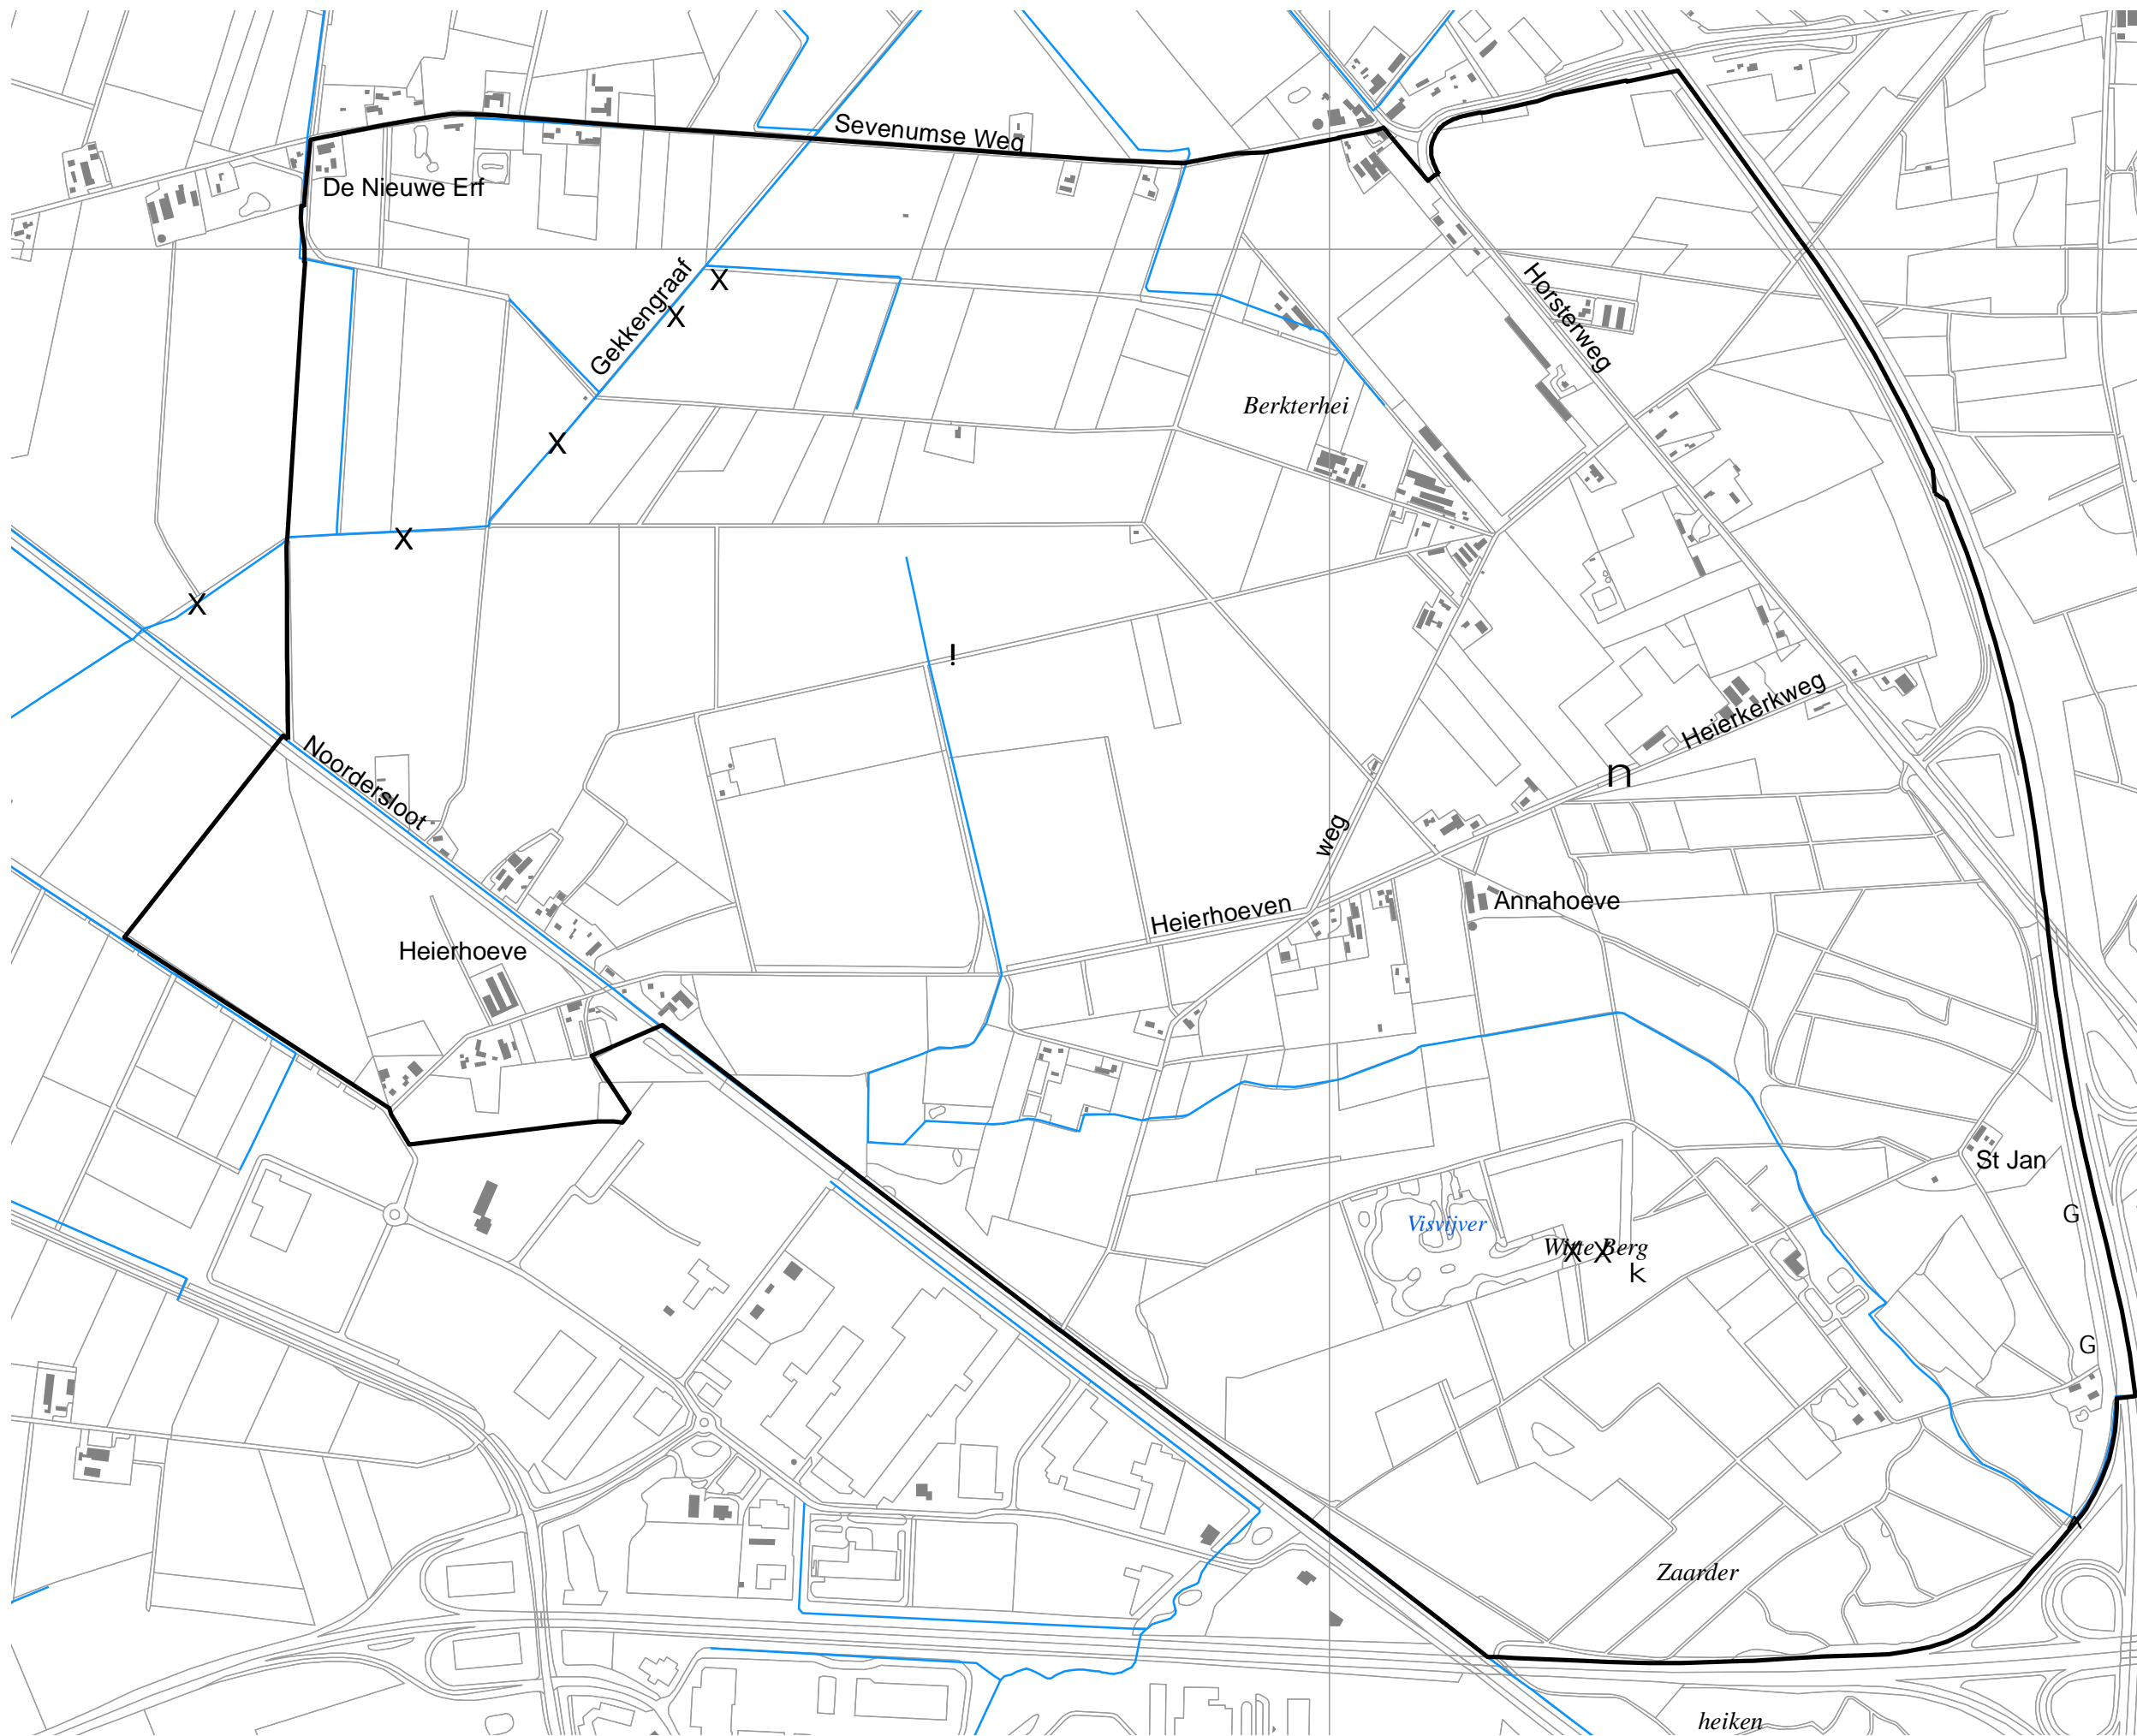 Sevenumse Weg
De Nieuwe Erf
Gekkengraaf
X
X
Horsterweg
Berkterhei
X
X
X
!
Heierkerkweg
Noordersloot
n
weg
Annahoeve
Heierhoeven
Heierhoeve
St Jan
G
Visvijver
Witte Berg
X X
k
G
Zaarder
heiken